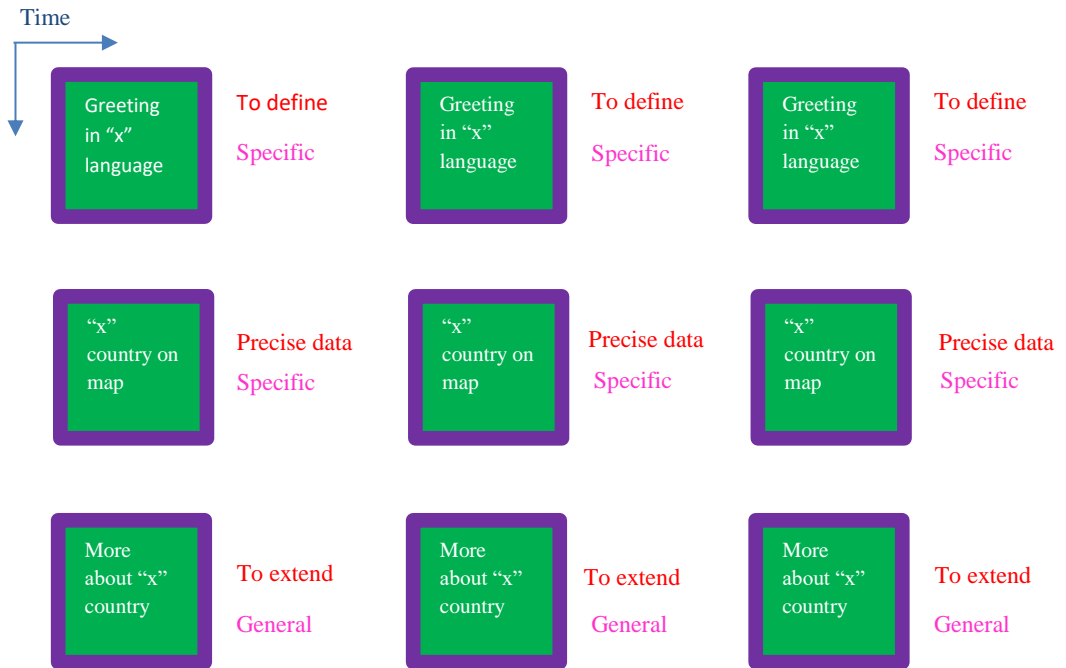 Time
Greeting
in “x”
language
To define
Specific
Greeting
in “x”
language
To define
Specific
Greeting
in “x”
language
To define
Specific
“x”
country on
map
Precise data
Specific
“x”
country on
map
Precise data
Specific
“x”
country on
map
Precise data
Specific
More
about “x”
country
To extend
General
More
about “x”
country
To extend
General
More
about “x”
country
To extend
General